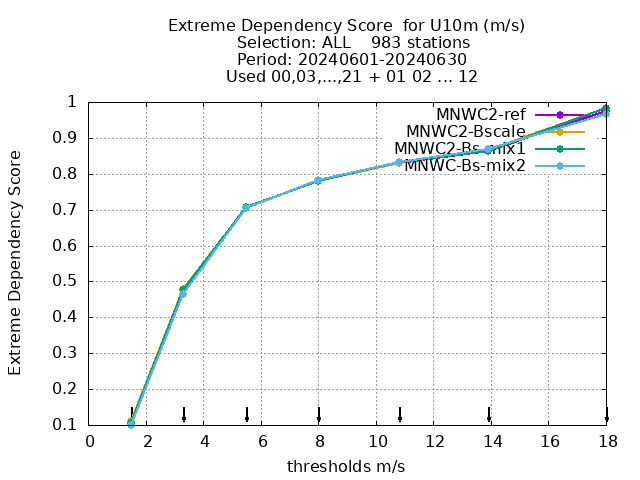 Extreme Dependency Score  for U10m (m/s)
Selection: ALL    983 stations
Period: 20240601-20240630
Used 00,03,...,21 + 01 02 ... 12
MNWC2-ref
MNWC2-Bscale
MNWC2-Bs-mix1
MNWC-Bs-mix2
Extreme Dependency Score
1
0.9
0.8
0.7
0.6
0.5
0.4
0.3
0.2
0.1
0 2 4 6 8 10 12 14 16 18
thresholds m/s